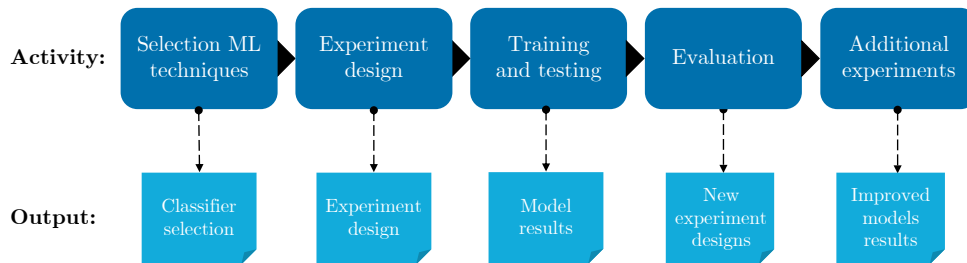 Activity:
Selection ML
techniques
Experiment
design
Training
and testing
Evaluation
Additional
experiments
Output:
Classifier
selection
Experiment
design
Model
results
New
experiment
designs
Improved
models
results